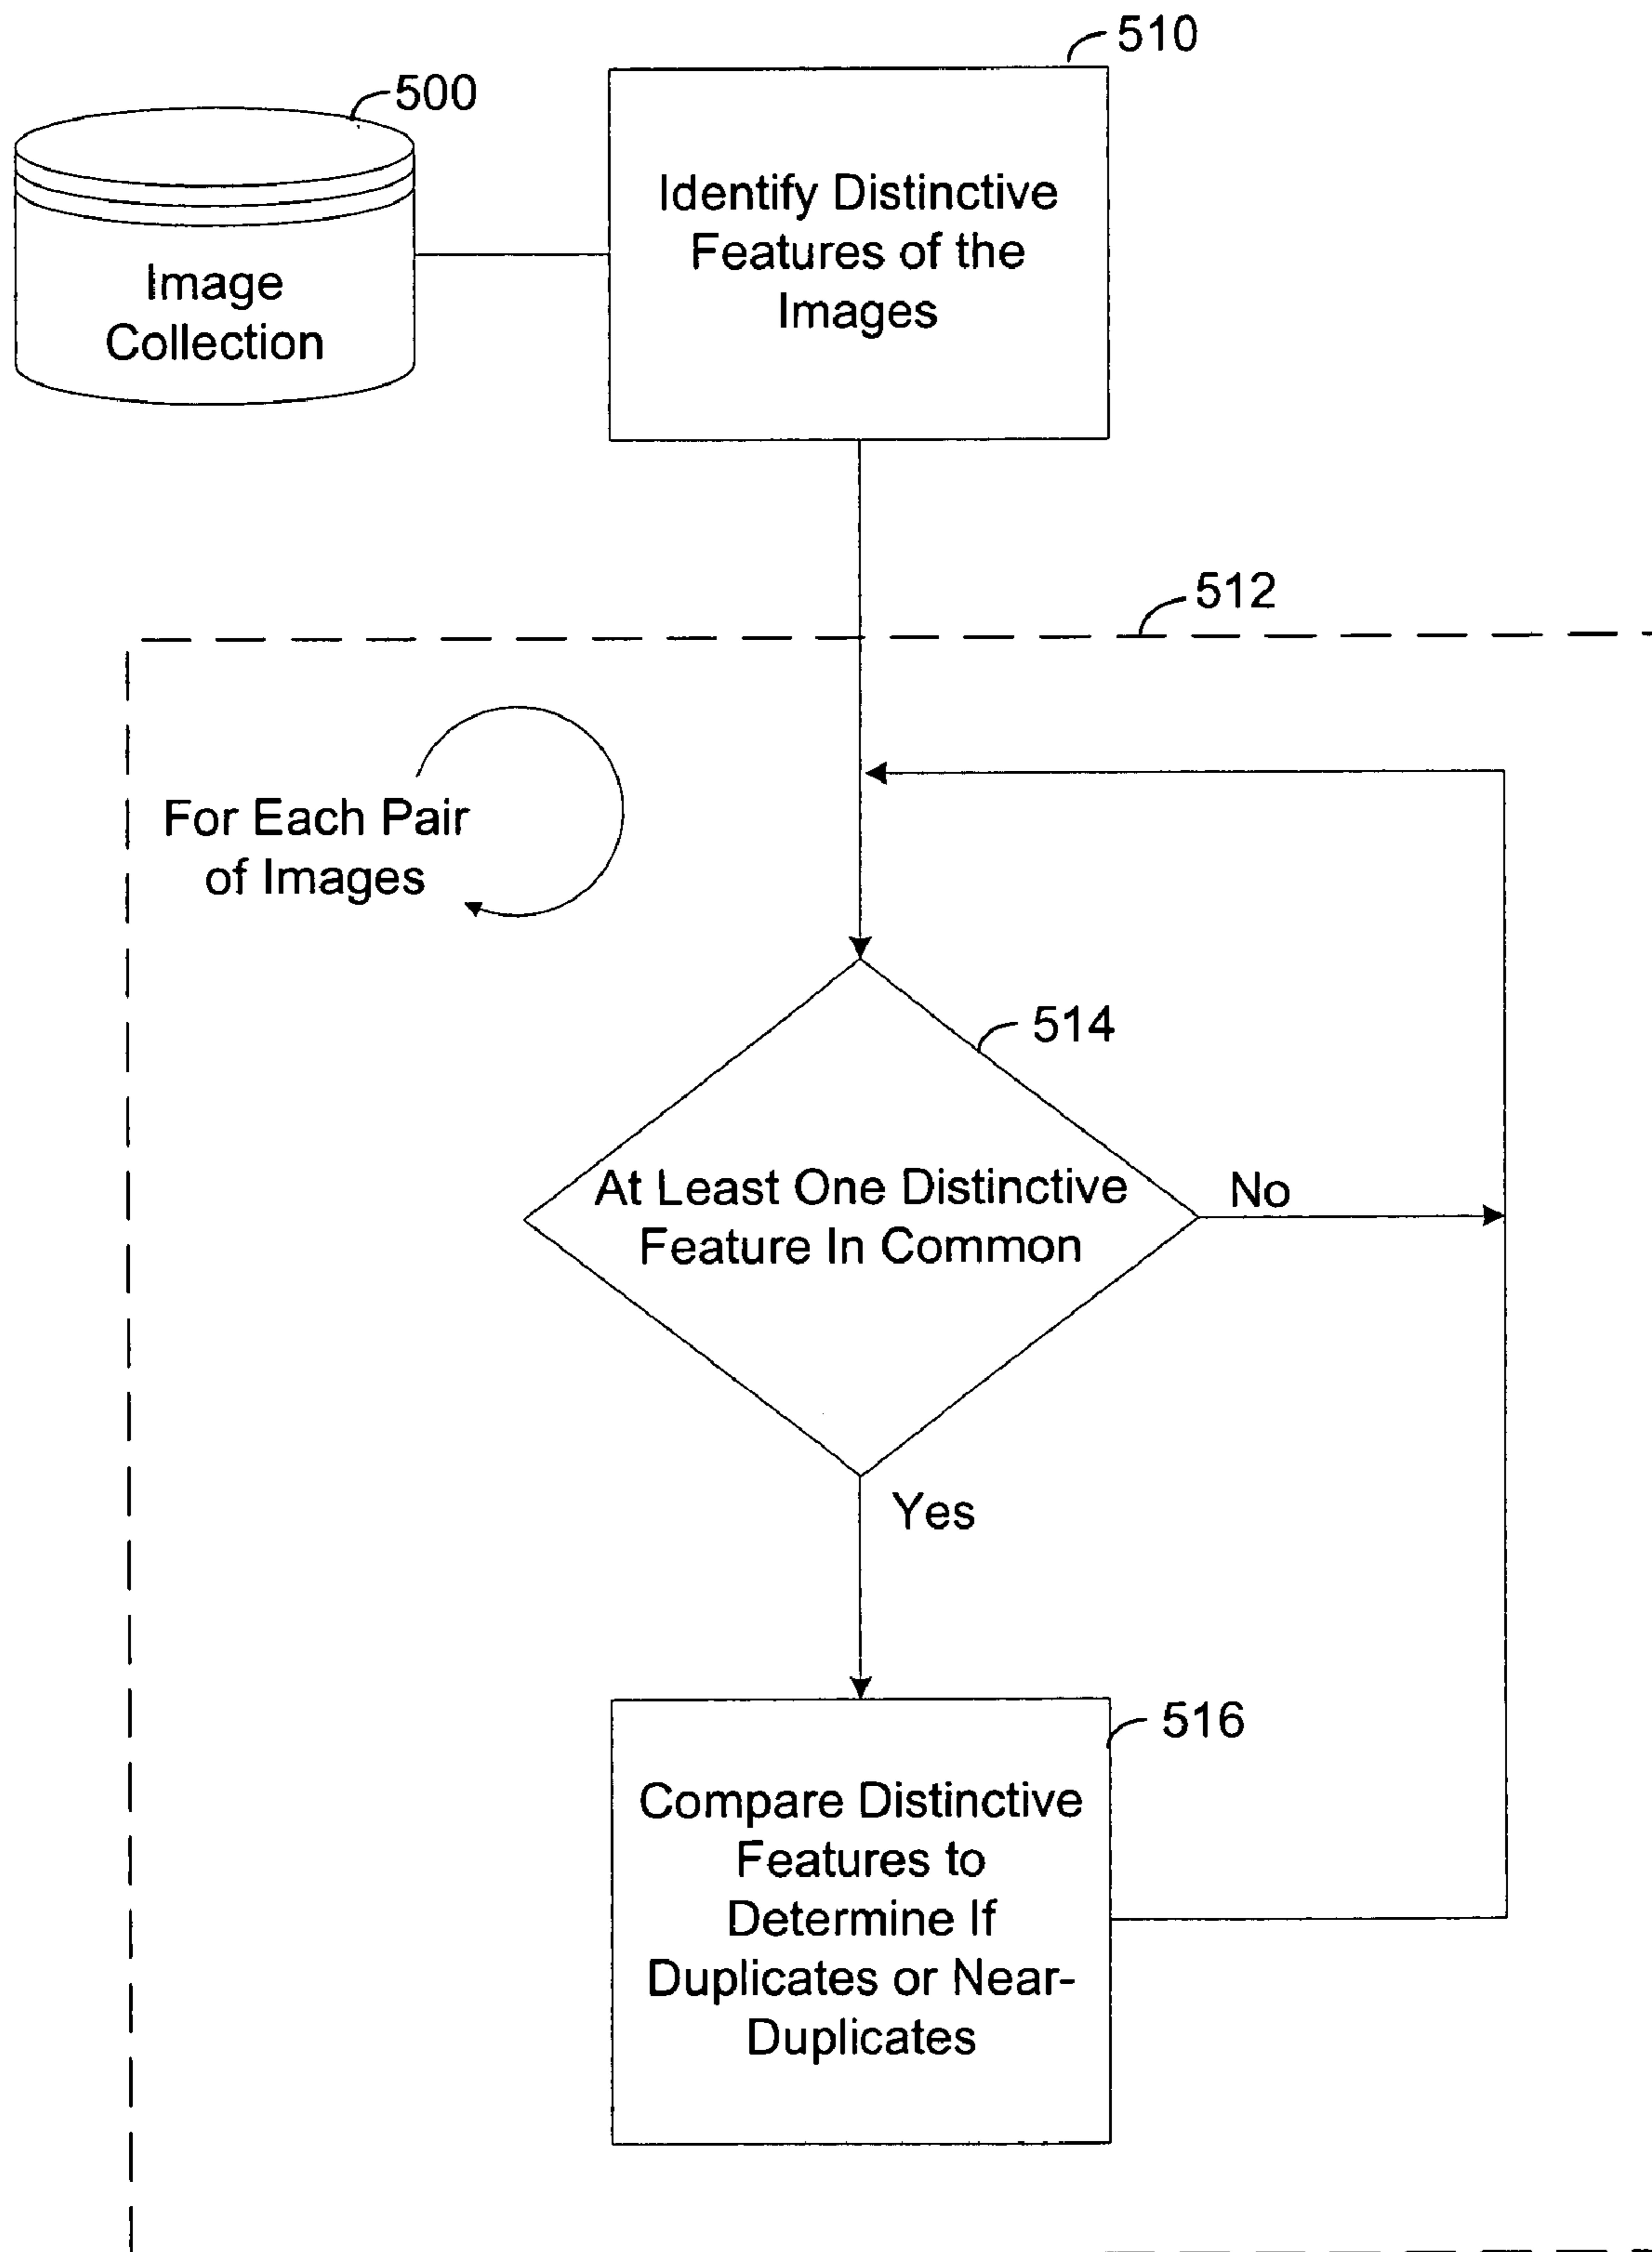 510
500
Identify Distinctive
Features of the
Images
Image
Collection
512
For Each Pair
of Images
514
At Least One Distinctive
Feature In Common
No
Yes
516
Compare Distinctive
Features to
Determine If
Duplicates or Near-
Duplicates